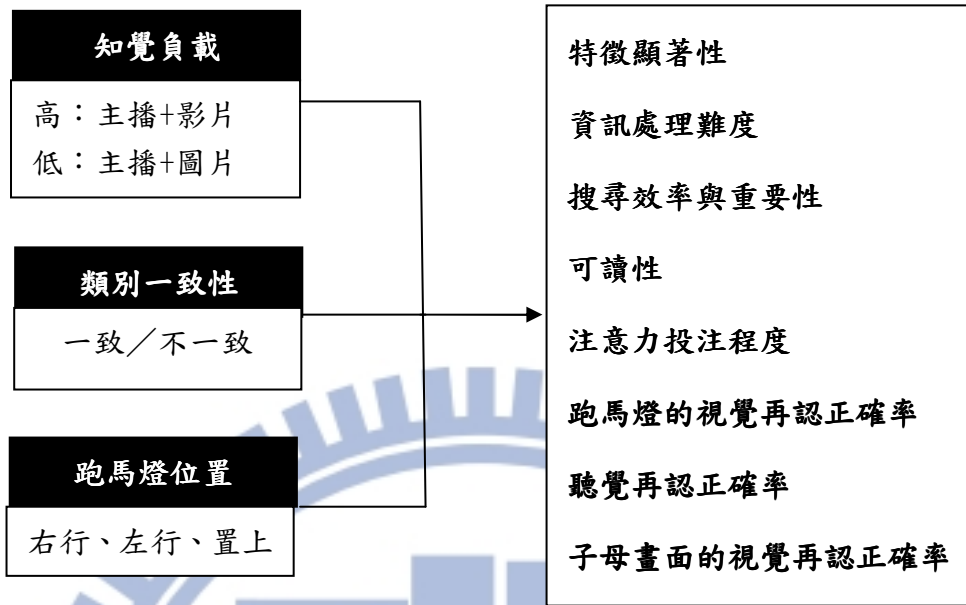 知覺負載
高：主播+影片
低：主播+圖片
類別一致性
一致／不一致
跑馬燈位置
右行、左行、置上
特徵顯著性
資訊處理難度
搜尋效率與重要性
可讀性
注意力投注程度
跑馬燈的視覺再認正確率
聽覺再認正確率
子母畫面的視覺再認正確率